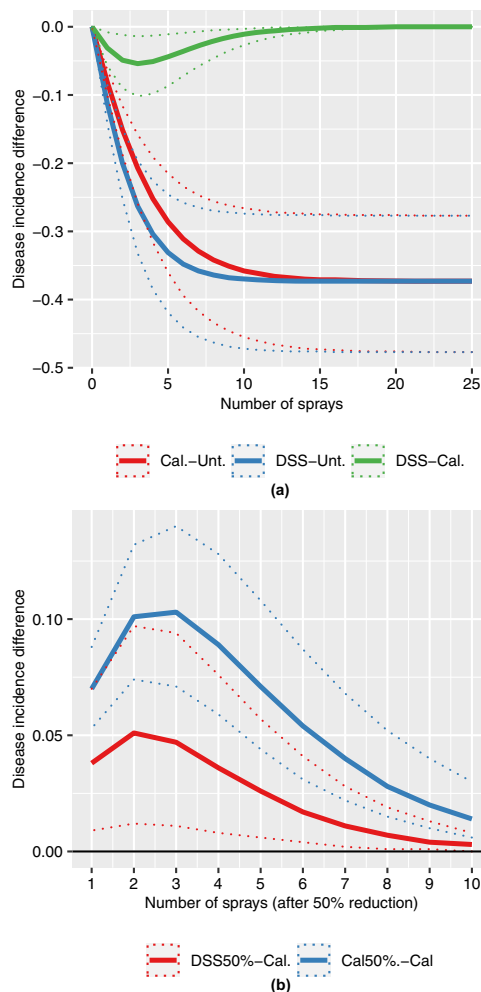 0.0
−0.1
−0.2
−0.3
−0.4
−0.5
Disease incidence difference
0 5 10 15 20 25
Number of sprays
Cal.−Unt. DSS−Unt. DSS−Cal.
(a)
0.10
0.05
0.00
Disease incidence difference
1 2 3 4 5 6 7 8 9 10
Number of sprays (after 50% reduction)
DSS50%−Cal. Cal50%.−Cal
(b)